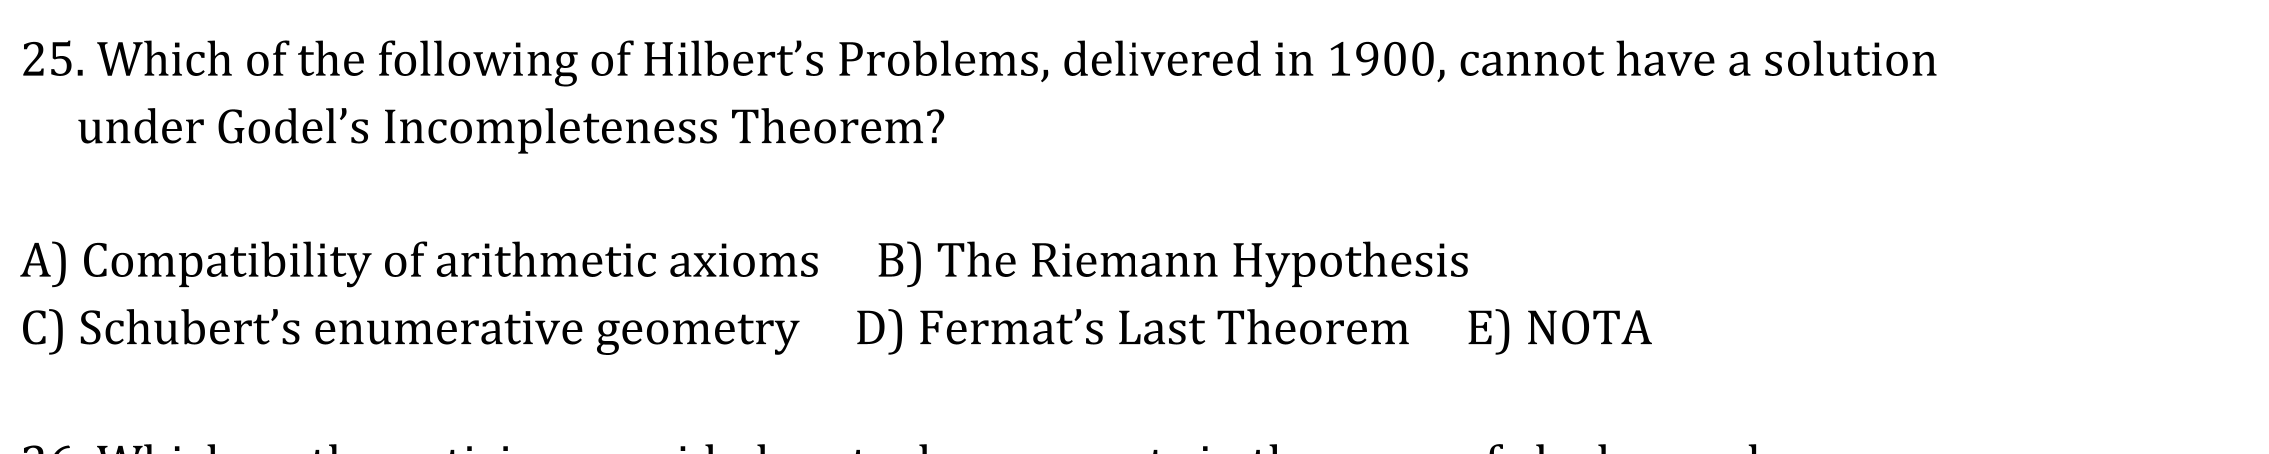 25. Which of the following of Hilbert’s Problems, delivered in 1900, cannot have a solution
under Godel’s Incompleteness Theorem?
A) Compatibility of arithmetic axioms B) The Riemann Hypothesis
C) Schubert’s enumerative geometry D) Fermat’s Last Theorem E) NOTA